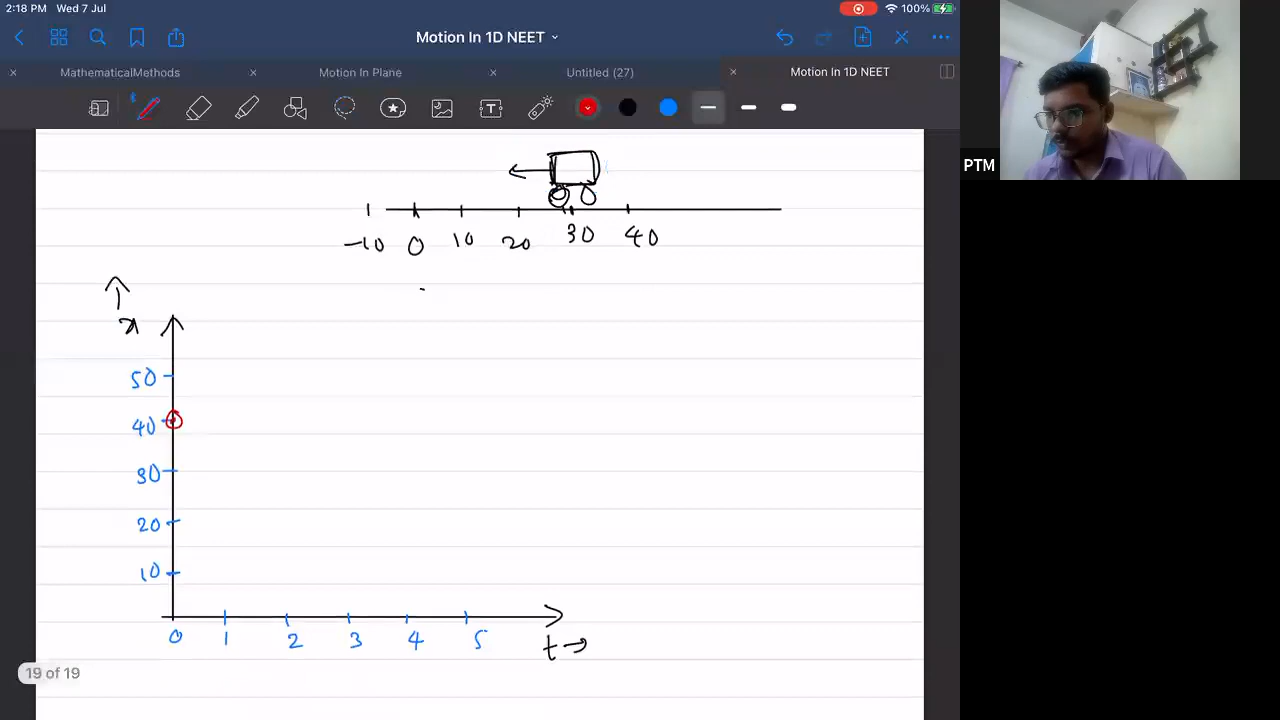 2:18 PM Wed 7 Jul
100%
Motion In 1D NEET
MathematicalMethods
Motion In Plane
Untitled (27)
Motion In 1D NEET
T
PTM
-10 0 10 20 30 40
x
50
40
30
20
10
0 1 2 3 4 5
t →
19 of 19